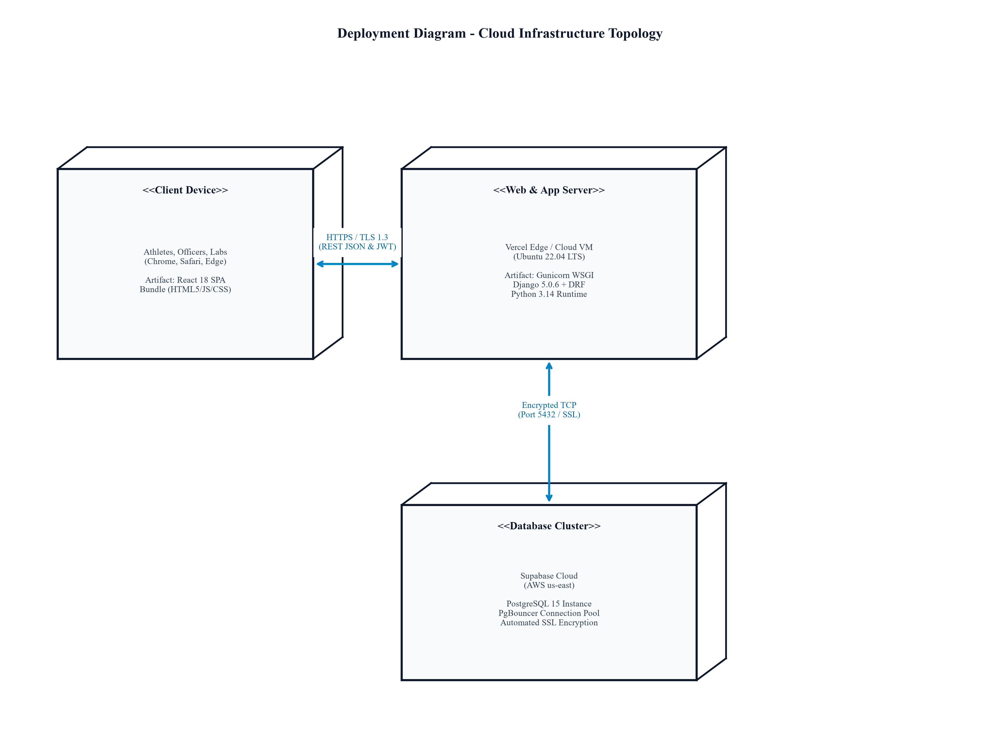 Deployment Diagram - Cloud Infrastructure Topology
<<Client Device>>
Athletes, Officers, Labs
(Chrome, Safari, Edge)
Artifact: React 18 SPA
Bundle (HTML5/JS/CSS)
HTTPS / TLS 1.3
(REST JSON & JWT)
<<Web & App Server>>
Vercel Edge / Cloud VM
(Ubuntu 22.04 LTS)
Artifact: Gunicorn WSGI
Django 5.0.6 + DRF
Python 3.14 Runtime
Encrypted TCP
(Port 5432 / SSL)
<<Database Cluster>>
Supabase Cloud
(AWS us-east)
PostgreSQL 15 Instance
PgBouncer Connection Pool
Automated SSL Encryption